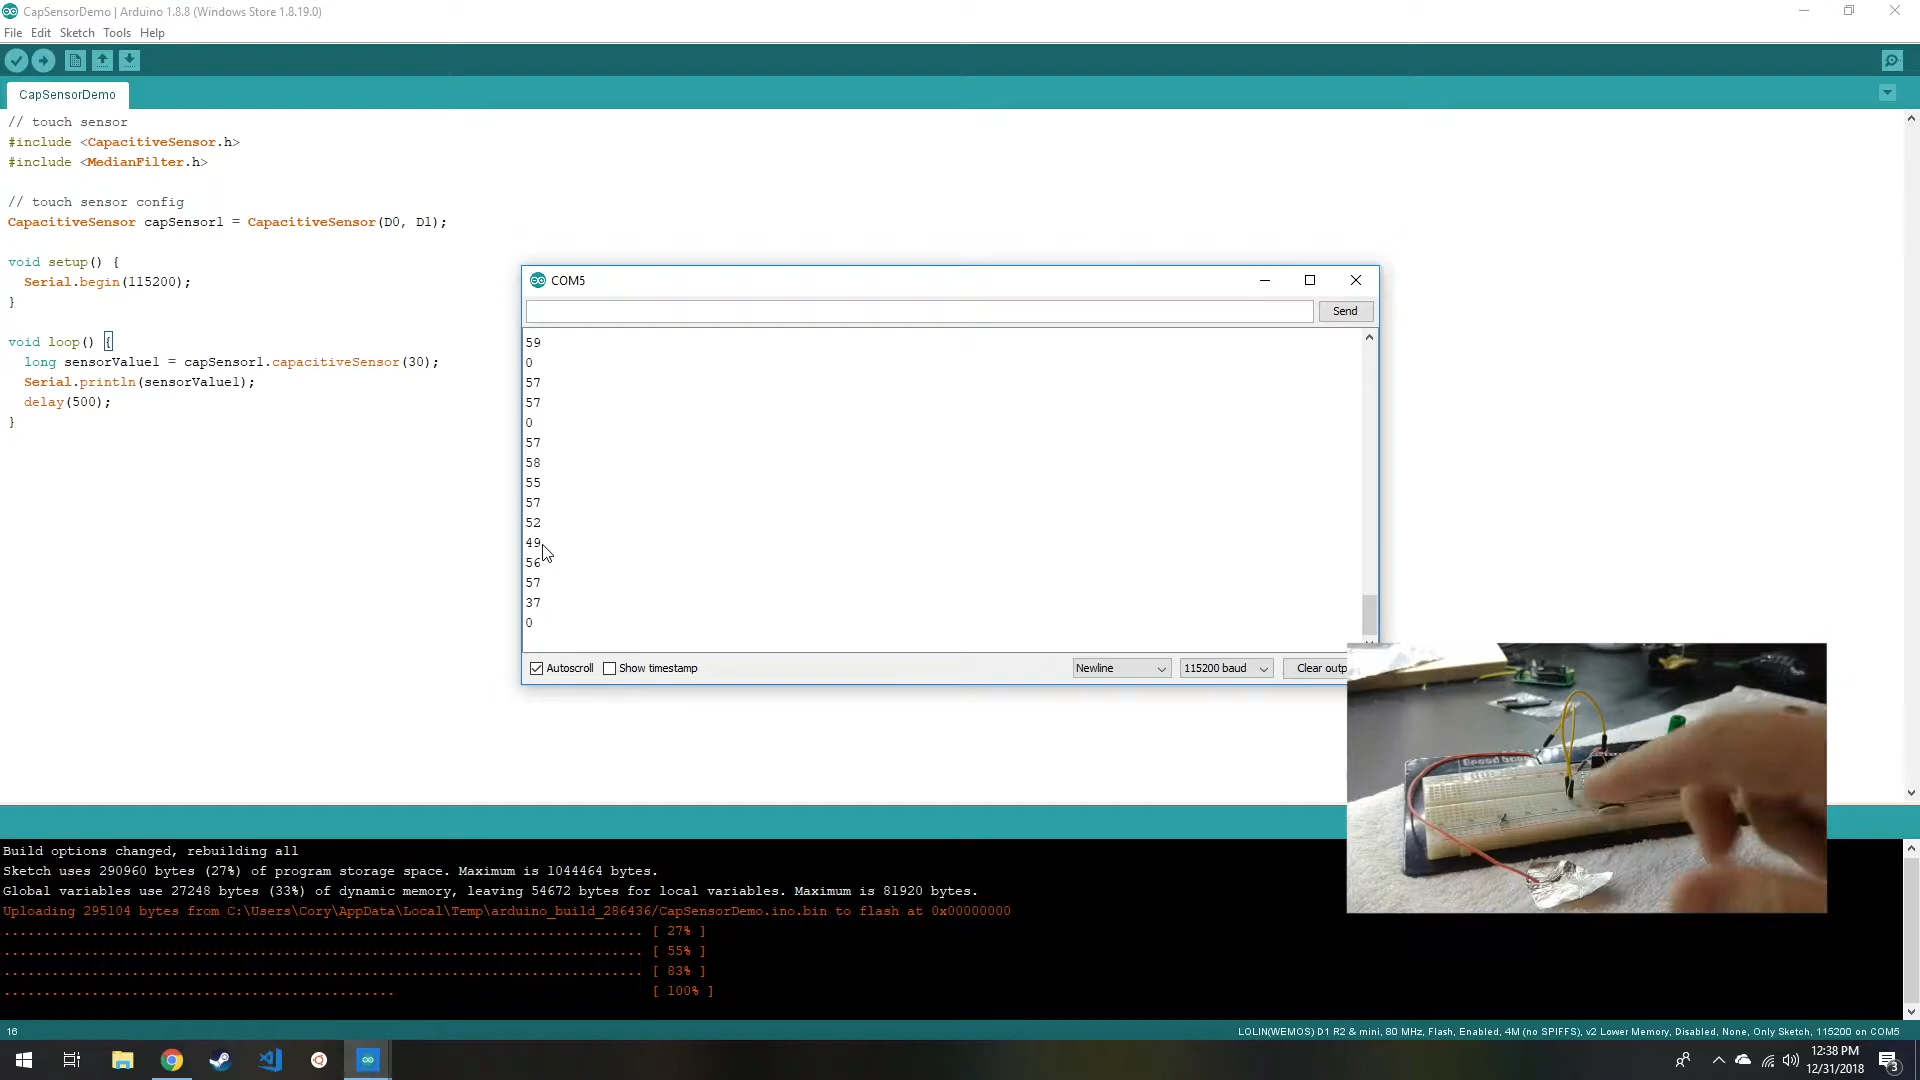 CapSensorDemo | Arduino 1.8.8 (Windows Store 1.8.19.0)
File Edit Sketch Tools Help
CapSensorDemo
// touch sensor
#include <CapacitiveSensor.h>
#include <MedianFilter.h>
// touch sensor config
CapacitiveSensor capSensor1 = CapacitiveSensor(D0, D1);
void setup() {
Serial.begin(115200);
}
void loop() {
long sensorValue1 = capSensor1.capacitiveSensor(30);
Serial.println(sensorValue1);
delay(500);
}
COM5
Send
59
0
57
57
0
57
58
55
57
52
49
56
57
37
0
Autoscroll Show timestamp Newline 115200 baud Clear outp
Build options changed, rebuilding all
Sketch uses 290960 bytes (27%) of program storage space. Maximum is 1044464 bytes.
Global variables use 27248 bytes (33%) of dynamic memory, leaving 54672 bytes for local variables. Maximum is 81920 bytes.
Uploading 295104 bytes from C:\Users\Cory\AppData\Local\Temp\arduino_build_286436/CapSensorDemo.ino.bin to flash at 0x00000000
................................................................................ [ 27% ]
................................................................................ [ 55% ]
................................................................................ [ 83% ]
................................................. [ 100% ]
16 LOLIN(WEMOS) D1 R2 & mini, 80 MHz, Flash, Enabled, 4M (no SPIFFS), v2 Lower Memory, Disabled, None, Only Sketch, 115200 on COM5
12:38 PM
12/31/2018
3